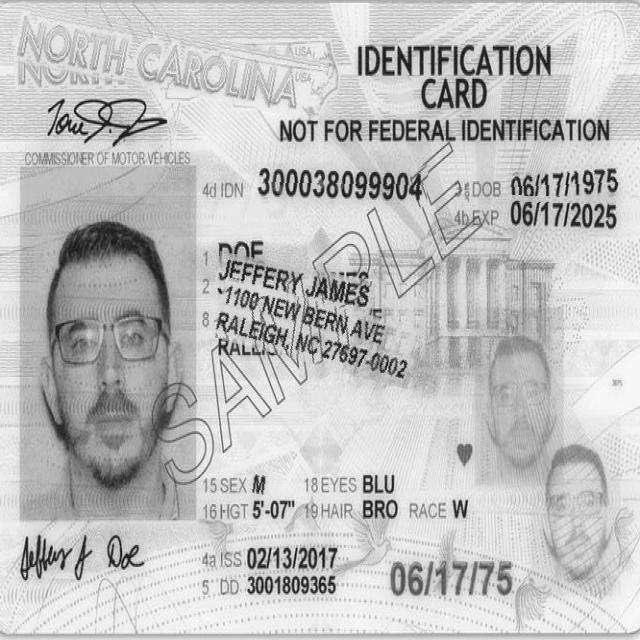 NORTH CAROLINA
USA
USA
IDENTIFICATION
CARD
NOT FOR FEDERAL IDENTIFICATION
COMMISSIONER OF MOTOR VEHICLES
4d IDN 300038099904
3 DOB 06/17/1975
4b EXP 06/17/2025
1 DOE
2 JEFFERY JAMES
1100 NEW BERN AVE
8 RALEIGH, NC 27697-0002
SAMPLE
15 SEX M 18 EYES BLU
16 HGT 5'-07" 19 HAIR BRO RACE W
Jeffery J Doe
4a ISS 02/13/2017
5 DD 3001809365
06/17/75